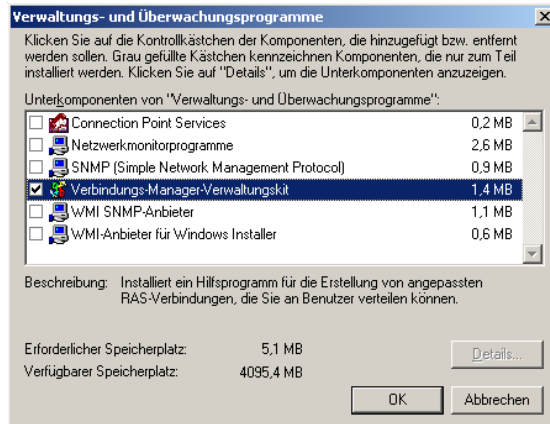 Verwaltungs- und Überwachungsprogramme
Klicken Sie auf die Kontrollkästchen der Komponenten, die hinzugefügt bzw. entfernt
werden sollen. Grau gefüllte Kästchen kennzeichnen Komponenten, die nur zum Teil
installiert werden. Klicken Sie auf "Details", um die Unterkomponenten anzuzeigen.
Unterkomponenten von "Verwaltungs- und Überwachungsprogramme":
Connection Point Services 0,2 MB
Netzwerkmonitorprogramme 2,6 MB
SNMP (Simple Network Management Protocol) 0,9 MB
Verbindungs-Manager-Verwaltungskit 1,4 MB
WMI SNMP-Anbieter 1,1 MB
WMI-Anbieter für Windows Installer 0,6 MB
Beschreibung: Installiert ein Hilfsprogramm für die Erstellung von angepassten
RAS-Verbindungen, die Sie an Benutzer verteilen können.
Erforderlicher Speicherplatz: 5,1 MB
Verfügbarer Speicherplatz: 4095,4 MB
Details...
OK Abbrechen